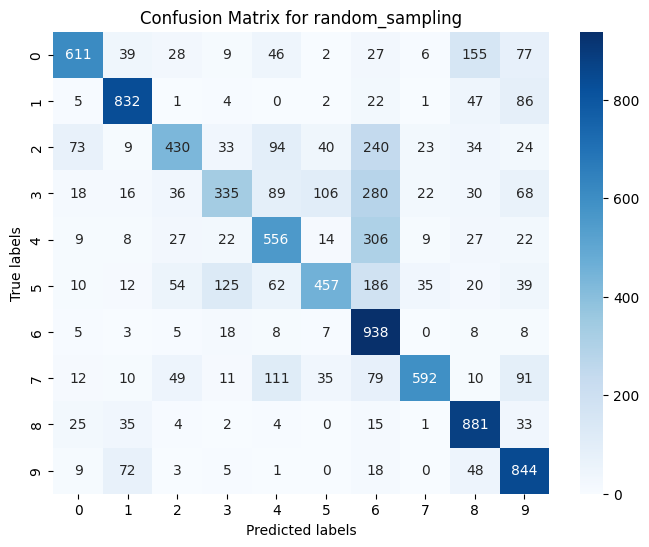 Confusion Matrix for random_sampling
0 611 39 28 9 46 2 27 6 155 77
1 5 832 1 4 0 2 22 1 47 86
2 73 9 430 33 94 40 240 23 34 24
3 18 16 36 335 89 106 280 22 30 68
4 9 8 27 22 556 14 306 9 27 22
5 10 12 54 125 62 457 186 35 20 39
6 5 3 5 18 8 7 938 0 8 8
7 12 10 49 11 111 35 79 592 10 91
8 25 35 4 2 4 0 15 1 881 33
9 9 72 3 5 1 0 18 0 48 844
0 1 2 3 4 5 6 7 8 9
Predicted labels
True labels
800
600
400
200
0